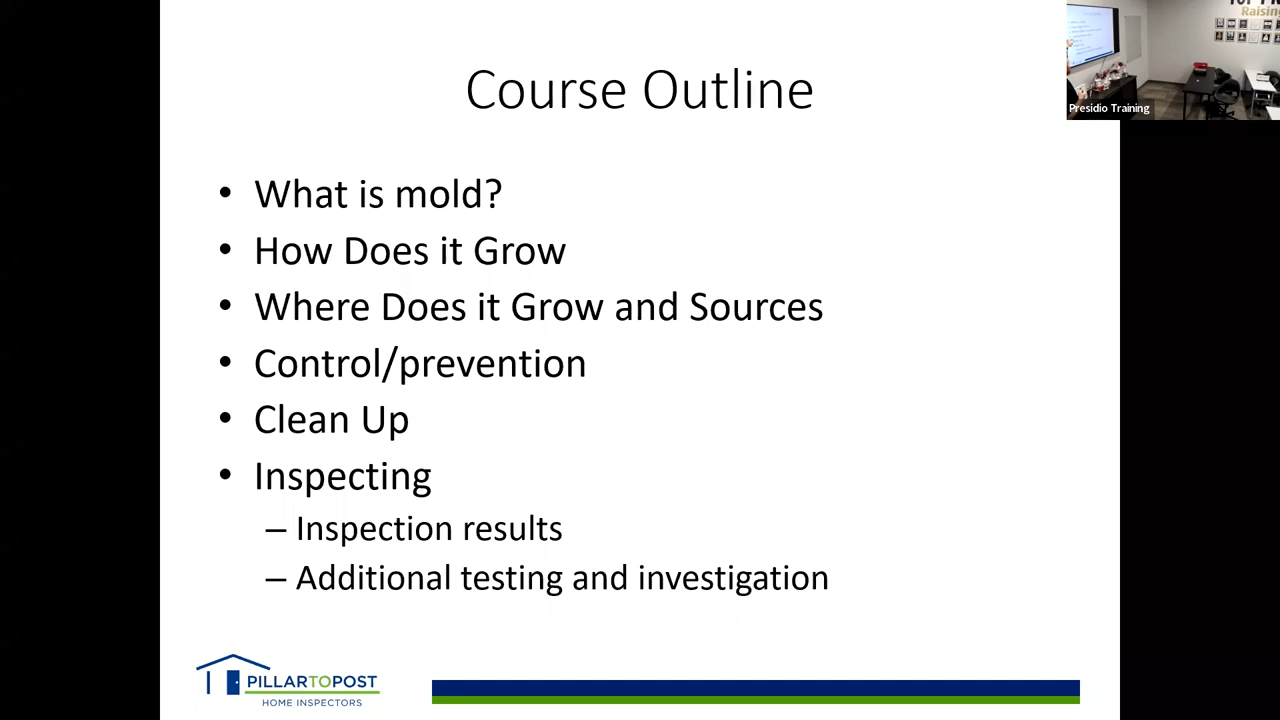 Course Outline
• What is mold?
• How Does it Grow
• Where Does it Grow and Sources
• Control/prevention
• Clean Up
• Inspecting
– Inspection results
– Additional testing and investigation
PILLARTOPOST
HOME INSPECTORS
Raising
Presidio Training